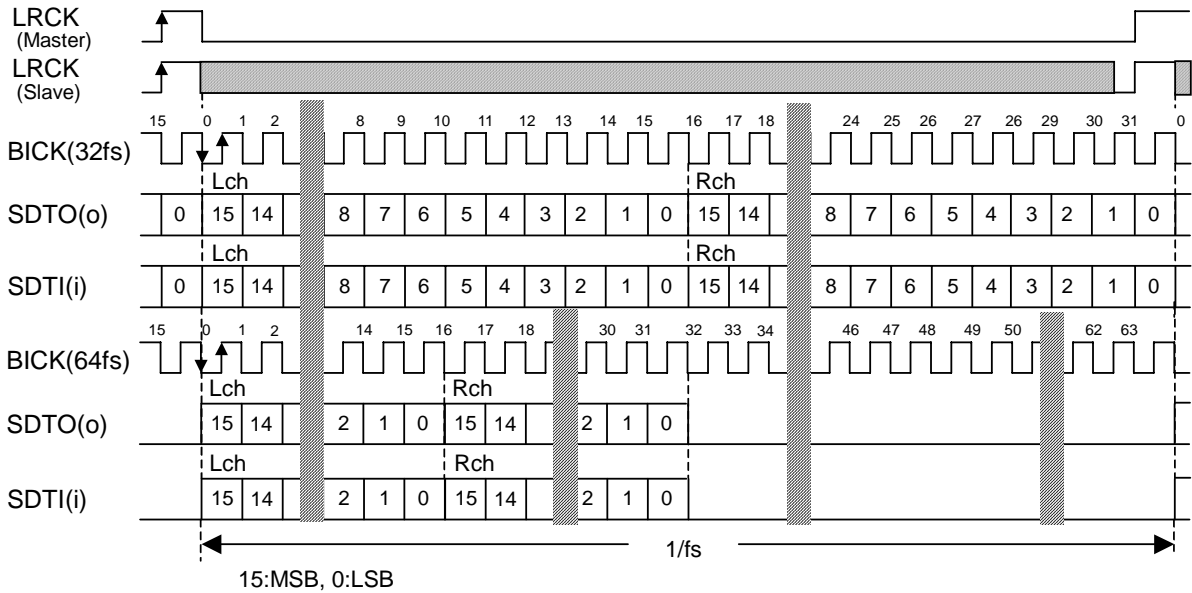 LRCK
(Master)
LRCK
(Slave)
15 0 1 2 8 9 10 11 12 13 14 15 16 17 18 24 25 26 27 26 29 30 31 0
BICK(32fs)
Lch Rch
SDTO(o) 0 15 14 8 7 6 5 4 3 2 1 0 15 14 8 7 6 5 4 3 2 1 0
Lch Rch
SDTI(i) 0 15 14 8 7 6 5 4 3 2 1 0 15 14 8 7 6 5 4 3 2 1 0
15 0 1 2 14 15 16 17 18 30 31 32 33 34 46 47 48 49 50 62 63
BICK(64fs)
Lch Rch
SDTO(o) 15 14 2 1 0 15 14 2 1 0
Lch Rch
SDTI(i) 15 14 2 1 0 15 14 2 1 0
1/fs
15:MSB, 0:LSB